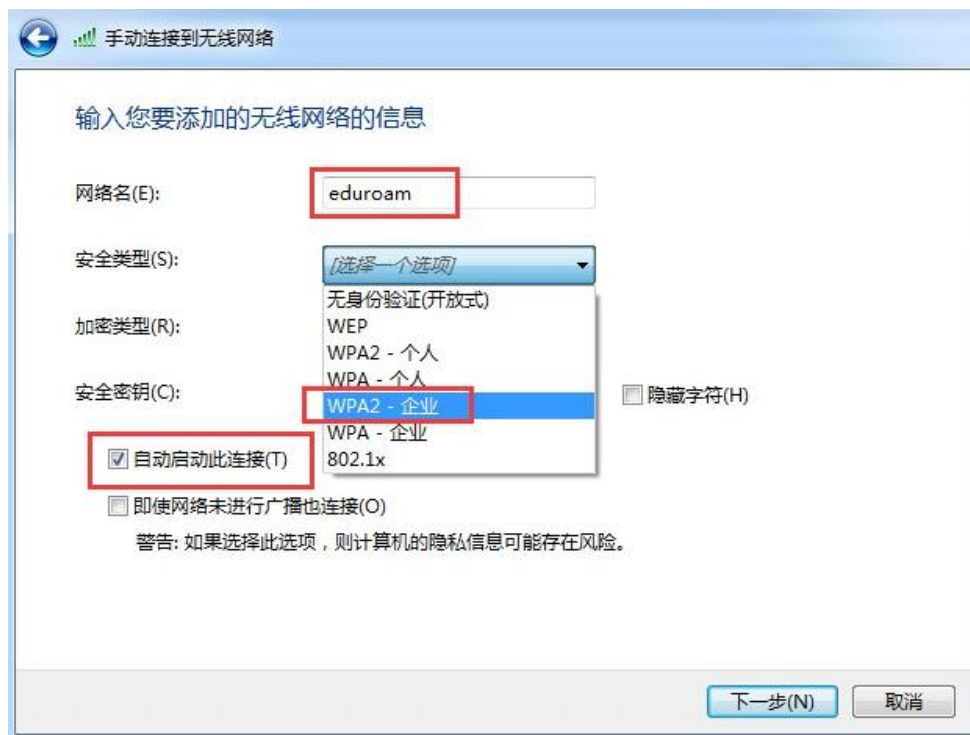 手动连接到无线网络
输入您要添加的无线网络的信息
网络名(E):
eduroam
安全类型(S):
[选择一个选项]
无身份验证(开放式)
WEP
WPA2 - 个人
WPA - 个人
WPA2 - 企业
WPA - 企业
802.1x
加密类型(R):
安全密钥(C):
隐藏字符(H)
自动启动此连接(T)
即使网络未进行广播也连接(O)
警告: 如果选择此选项，则计算机的隐私信息可能存在风险。
下一步(N)
取消